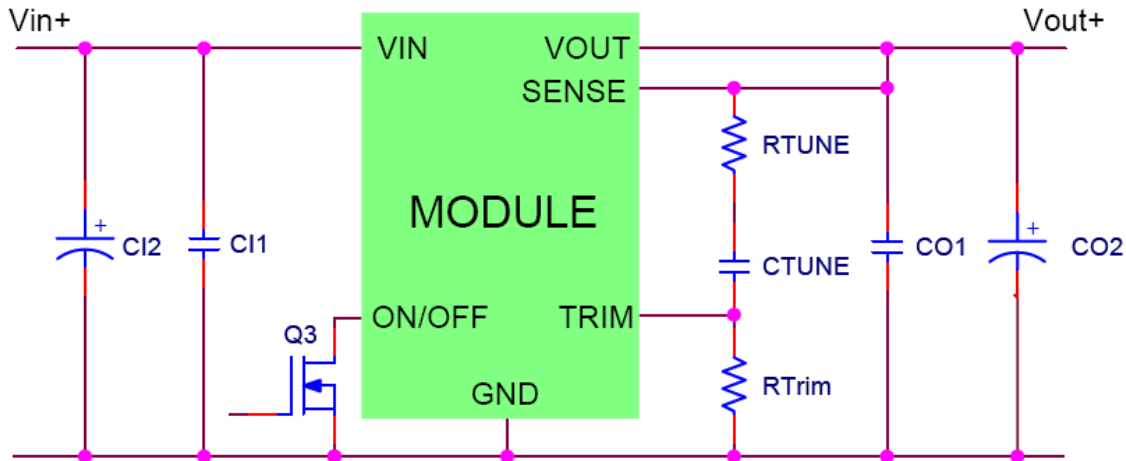 Vin+
Vout+
VIN
VOUT
SENSE
RTUNE
MODULE
CI2
CI1
CTUNE
CO1
CO2
ON/OFF
TRIM
Q3
RTrim
GND
+
+